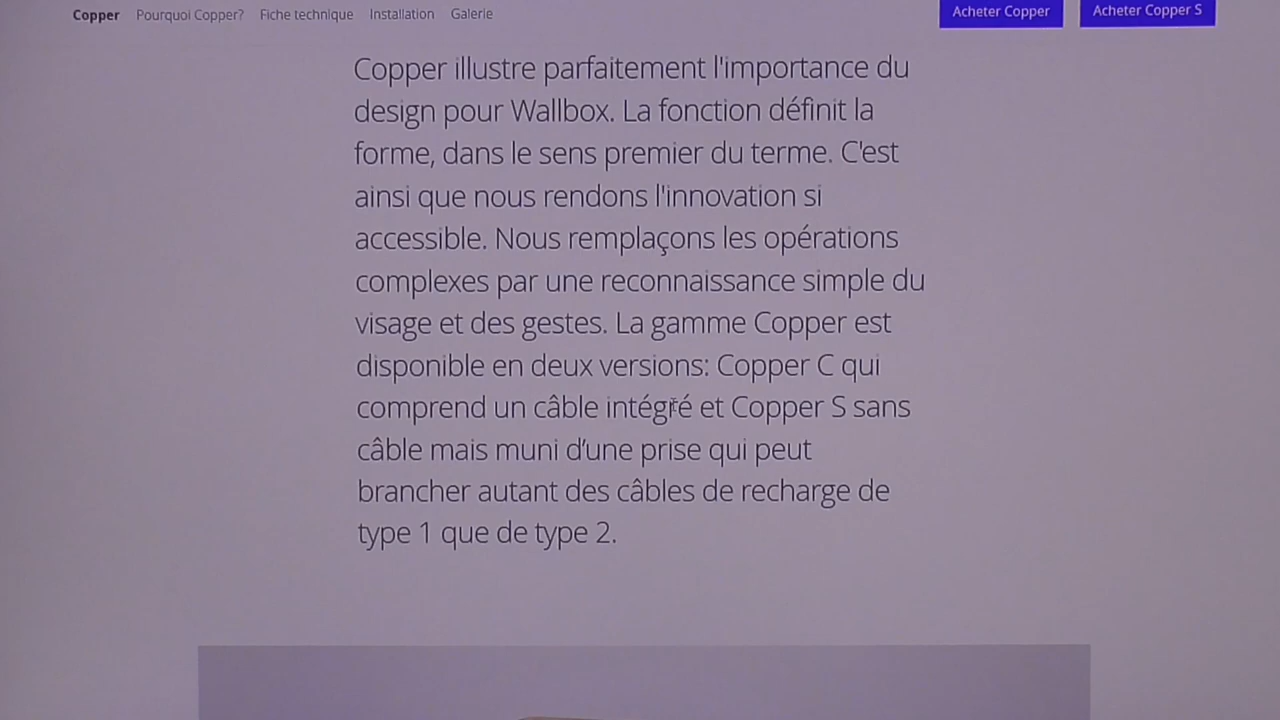 Copper Pourquoi Copper? Fiche technique Installation Galerie Acheter Copper Acheter Copper S
Copper illustre parfaitement l'importance du
design pour Wallbox. La fonction définit la
forme, dans le sens premier du terme. C'est
ainsi que nous rendons l'innovation si
accessible. Nous remplaçons les opérations
complexes par une reconnaissance simple du
visage et des gestes. La gamme Copper est
disponible en deux versions: Copper C qui
comprend un câble intégré et Copper S sans
câble mais muni d’une prise qui peut
brancher autant des câbles de recharge de
type 1 que de type 2.